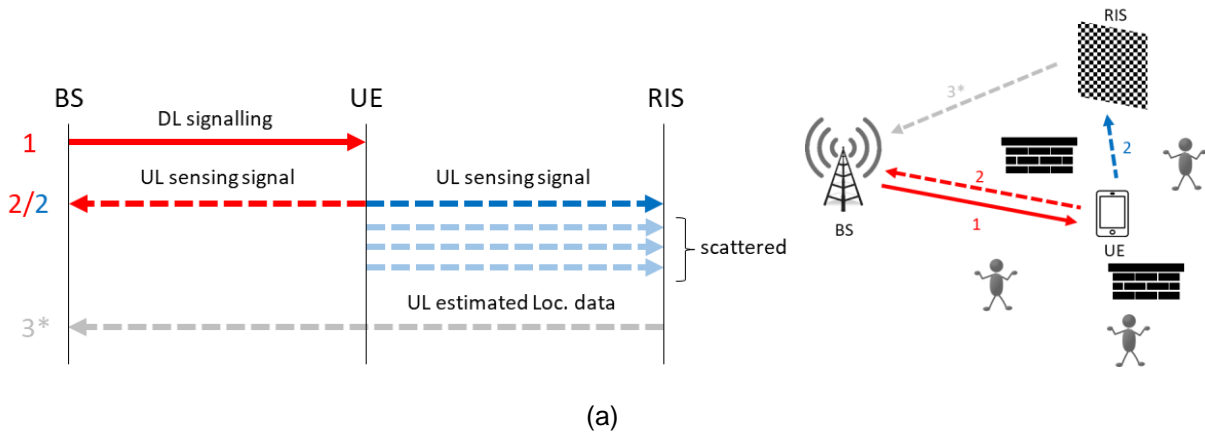 BS
UE
RIS
1
DL signalling
2/2
UL sensing signal
UL sensing signal
scattered
3*
UL estimated Loc. data
RIS
3*
BS
2
1
2
UE
(a)